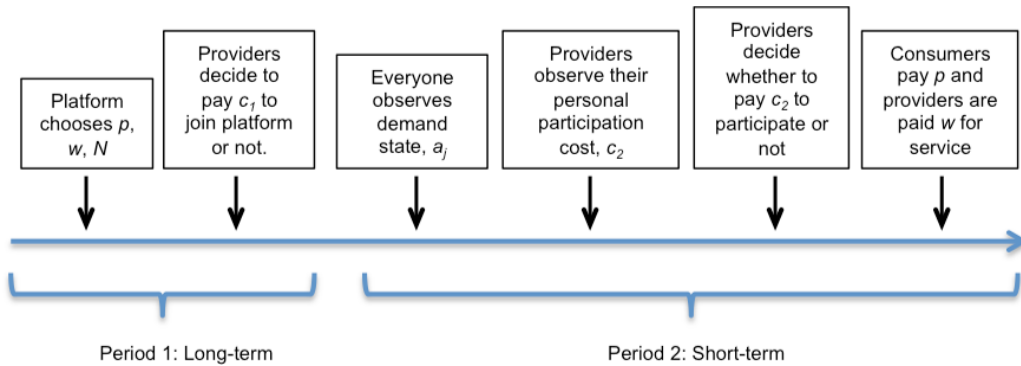 Platform
chooses p,
w, N
Providers
decide to
pay c1 to
join platform
or not.
Everyone
observes
demand
state, aj
Providers
observe their
personal
participation
cost, c2
Providers
decide
whether to
pay c2 to
participate or
not
Consumers
pay p and
providers are
paid w for
service
Period 1: Long-term
Period 2: Short-term